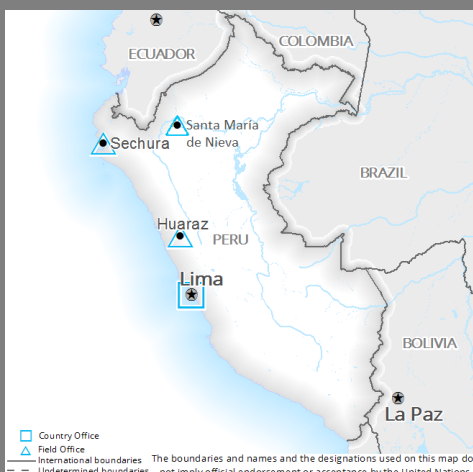 COLOMBIA
ECUADOR
Santa María
de Nieva
Sechura
BRAZIL
Huaraz
PERU
Lima
BOLIVIA
La Paz
Country Office
Field Office
International boundaries
Undetermined boundaries
The boundaries and names and the designations used on this map do
not imply official endorsement or acceptance by the United Nations